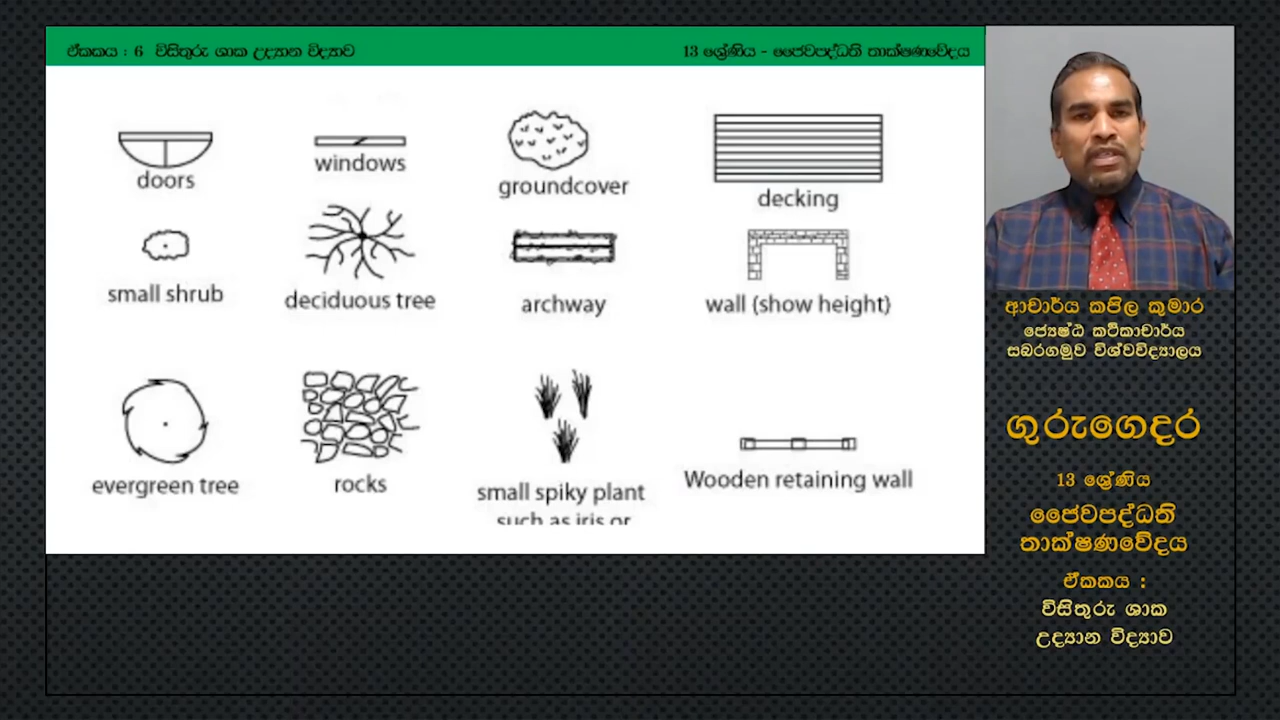 ඒකකය : 6 විසිතුරු ශාක උද්‍යාන විද්‍යාව
13 ශ්‍රේණිය - ජෛවපද්ධති තාක්ෂණවේදය
doors
windows
groundcover
decking
small shrub
deciduous tree
archway
wall (show height)
evergreen tree
rocks
small spiky plant
such as iris or
Wooden retaining wall
ආචාර්ය කපිල කුමාර
ජ්‍යෙෂ්ඨ කථිකාචාර්ය
සබරගමුව විශ්වවිද්‍යාලය
ගුරුගෙදර
13 ශ්‍රේණිය
ජෛවපද්ධති
තාක්ෂණවේදය
ඒකකය :
විසිතුරු ශාක
උද්‍යාන විද්‍යාව